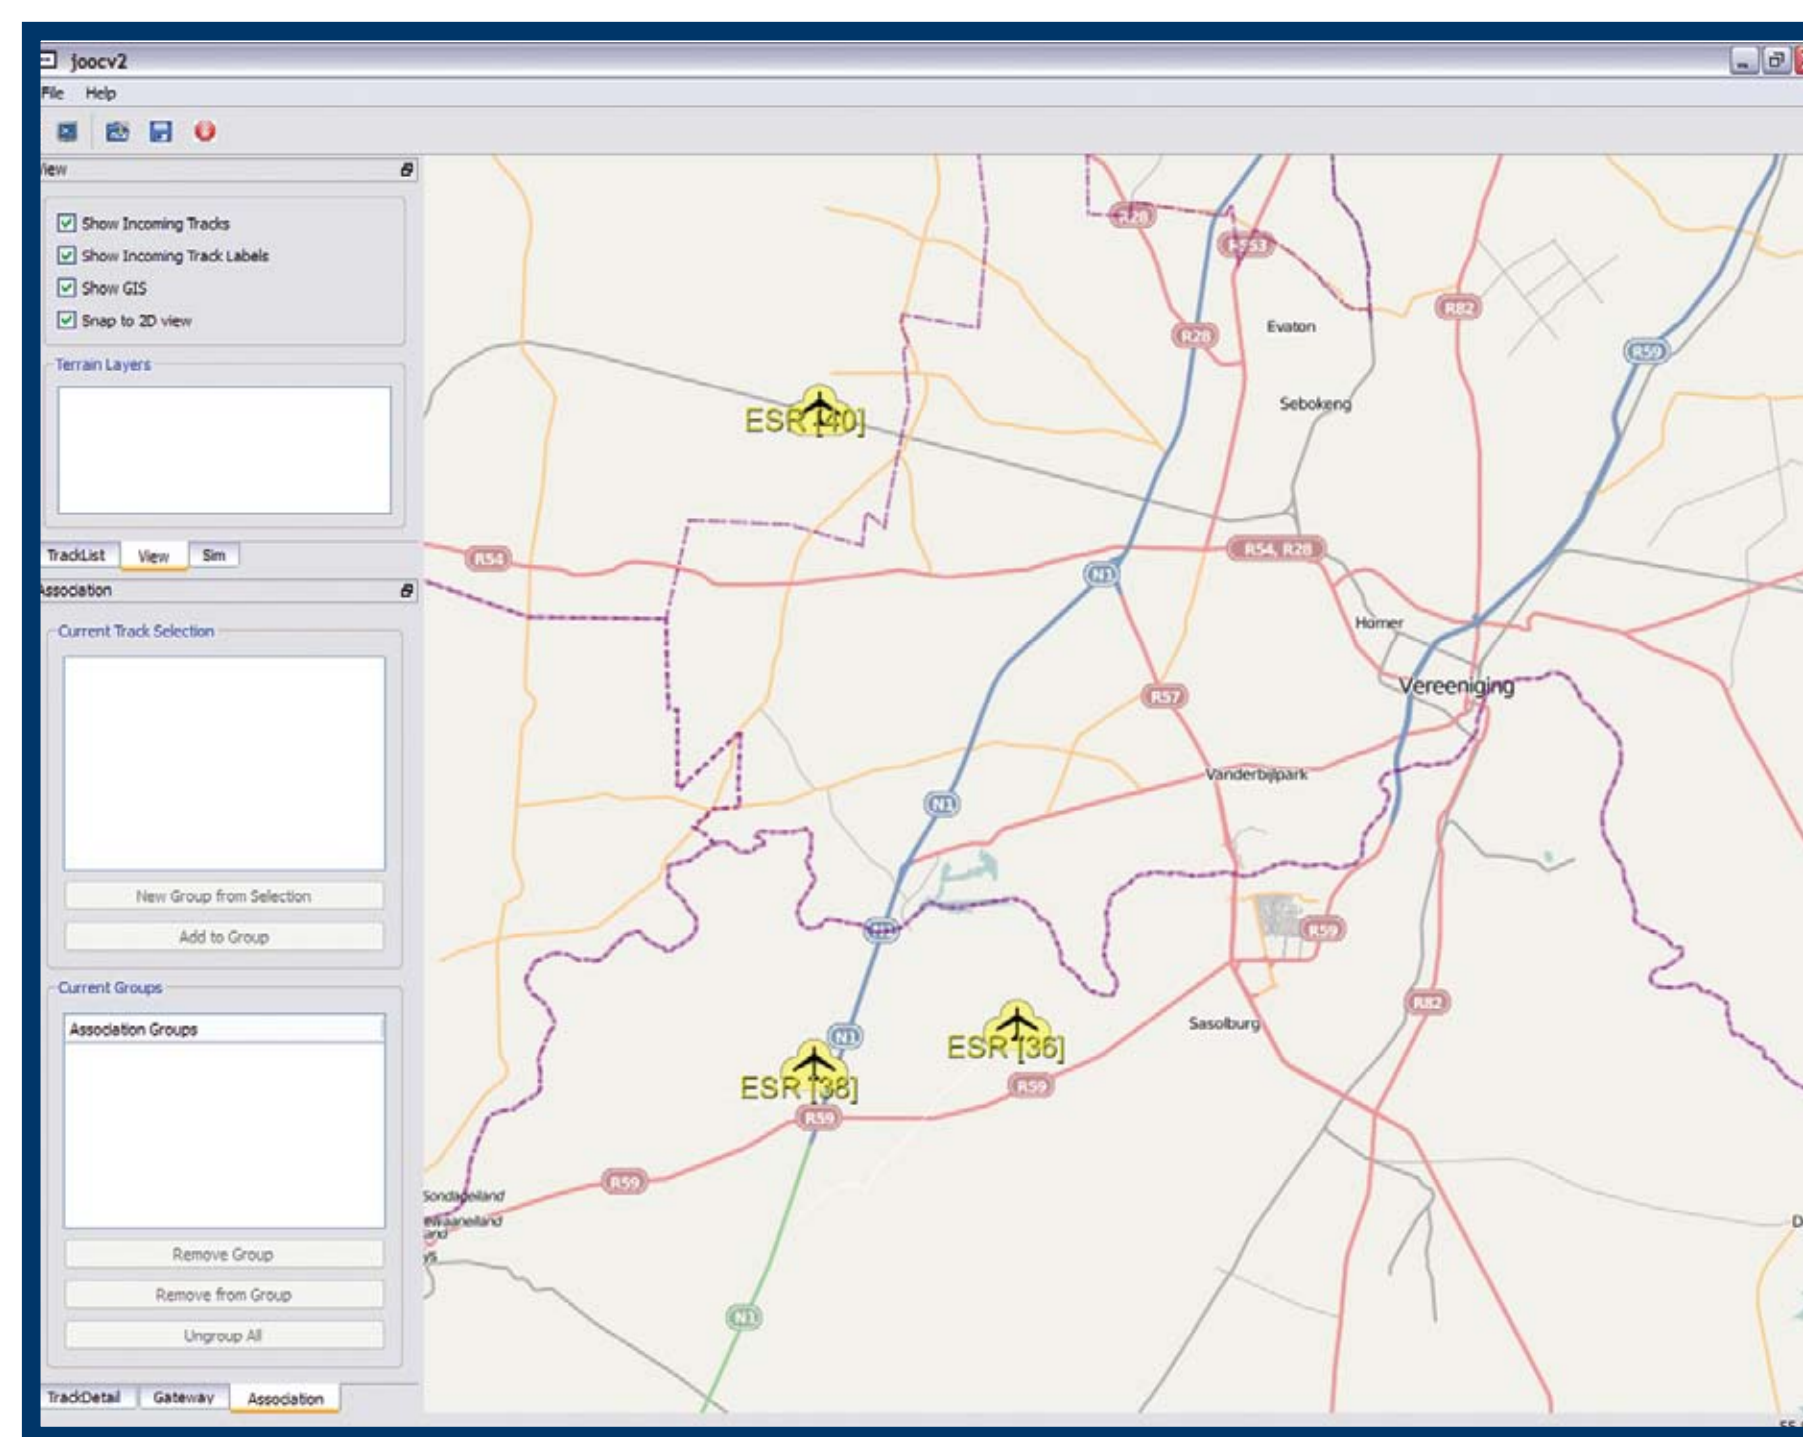 joocv2
File Help
View
Show Incoming Tracks
Show Incoming Track Labels
Show GIS
Snap to 2D view
Terrain Layers
TrackList View Sim
Association
Current Track Selection
New Group from Selection
Add to Group
Current Groups
Association Groups
Remove Group
Remove from Group
Ungroup All
TrackDetail Gateway Association
R28
R553
R82
Evaton
R28
R59
Sebokeng
ESR [40]
R54
R54, R28
N1
Homer
Vereeniging
R57
Vanderbijlpark
N1
N1
R59
R82
Sasolburg
N1
ESR [36]
ESR [38]
R59
R59
R59
Sondageiland
N1